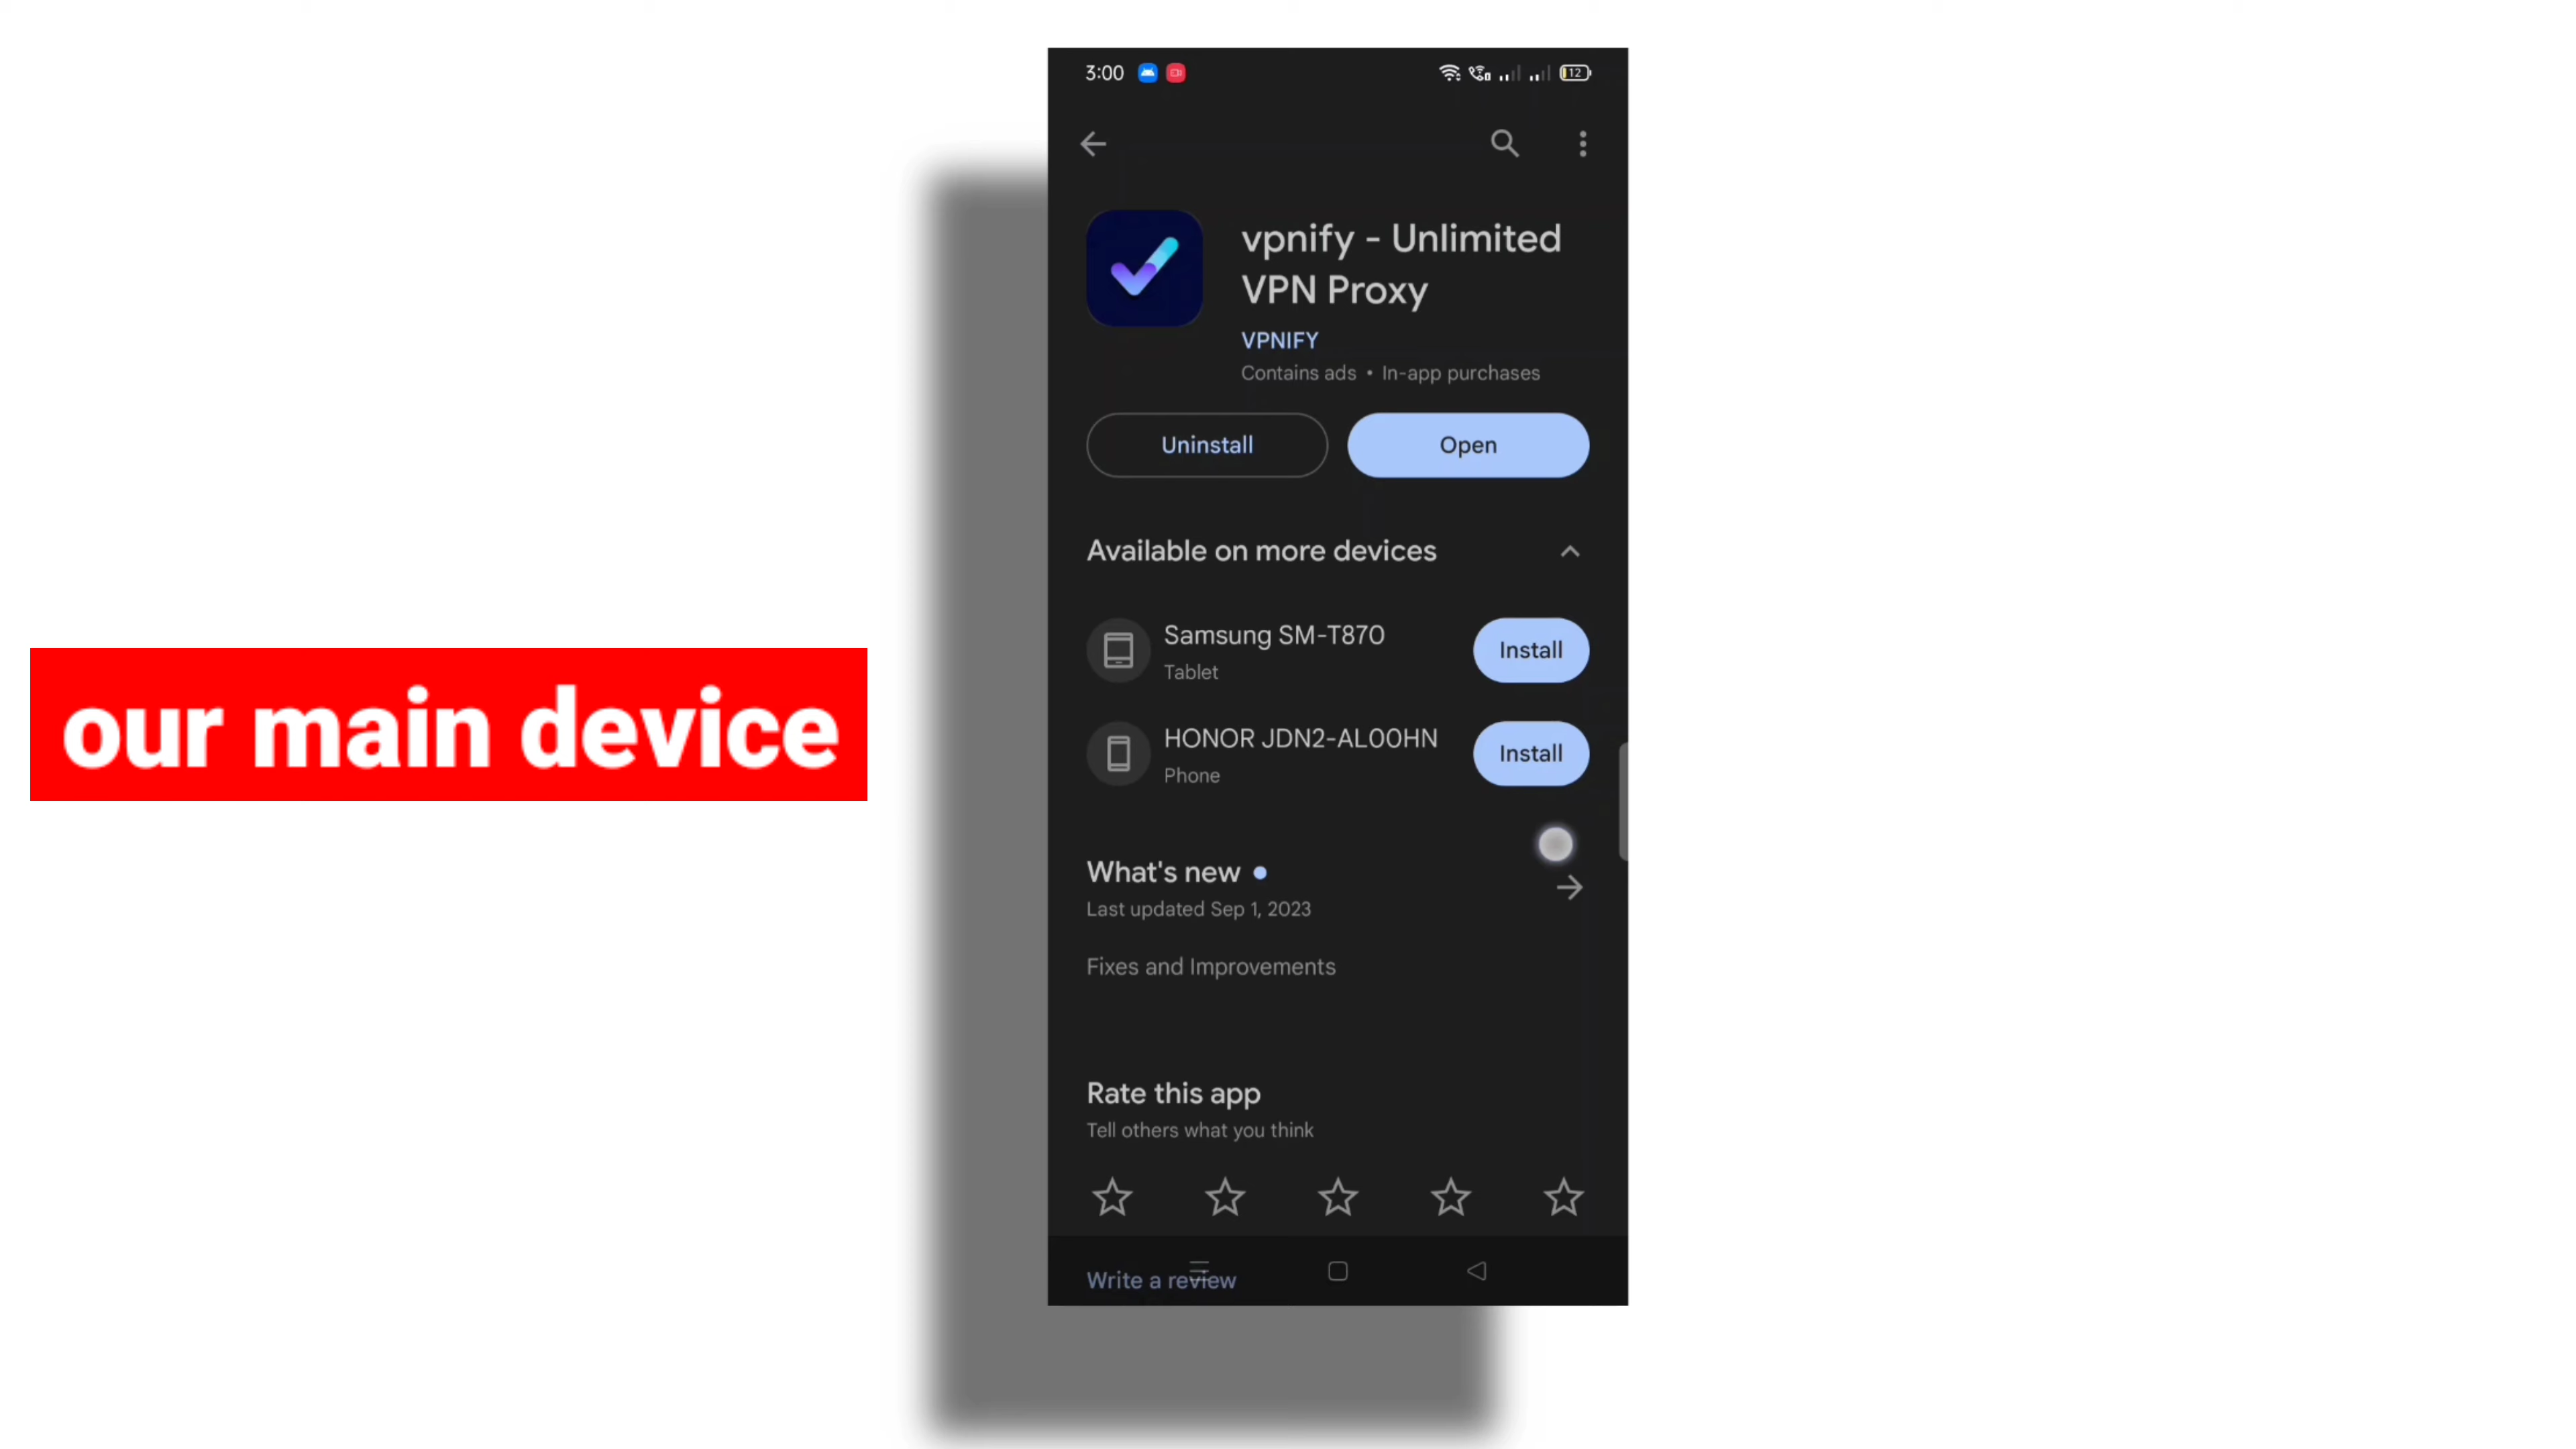 3:00
12
vpnify - Unlimited
VPN Proxy
VPNIFY
Contains ads • In-app purchases
Uninstall
Open
Available on more devices
Samsung SM-T870
Tablet
Install
our main device
HONOR JDN2-AL00HN
Phone
Install
What's new
Last updated Sep 1, 2023
Fixes and Improvements
Rate this app
Tell others what you think
Write a review